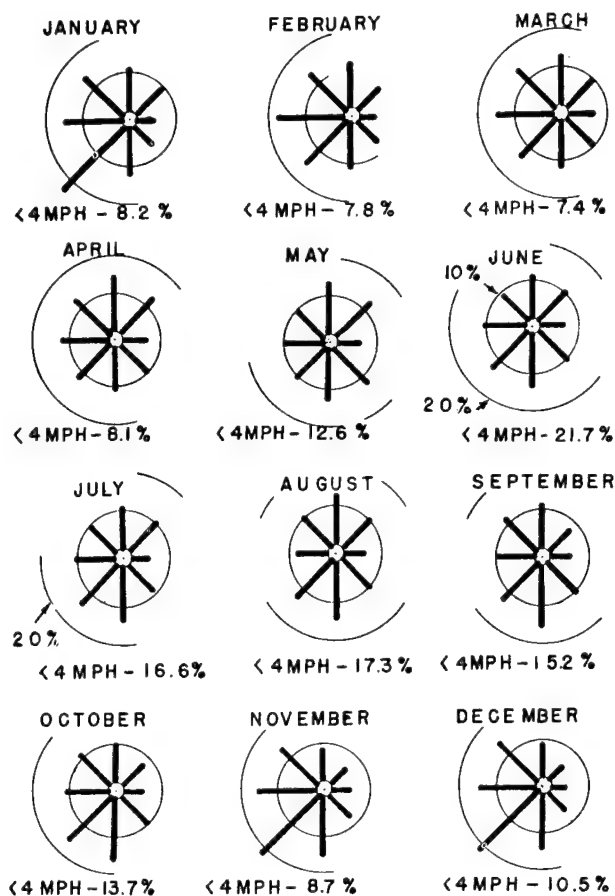 JANUARY
FEBRUARY
MARCH
<4 MPH - 8.2 %
<4 MPH - 7.8 %
<4 MPH - 7.4 %
APRIL
MAY
JUNE
10%
20%
<4 MPH - 8.1 %
<4 MPH - 12.6 %
<4 MPH - 21.7 %
JULY
AUGUST
SEPTEMBER
20%
<4 MPH - 16.6 %
<4 MPH - 17.3 %
<4 MPH - 15.2 %
OCTOBER
NOVEMBER
DECEMBER
<4 MPH - 13.7 %
<4 MPH - 8.7 %
<4 MPH - 10.5 %